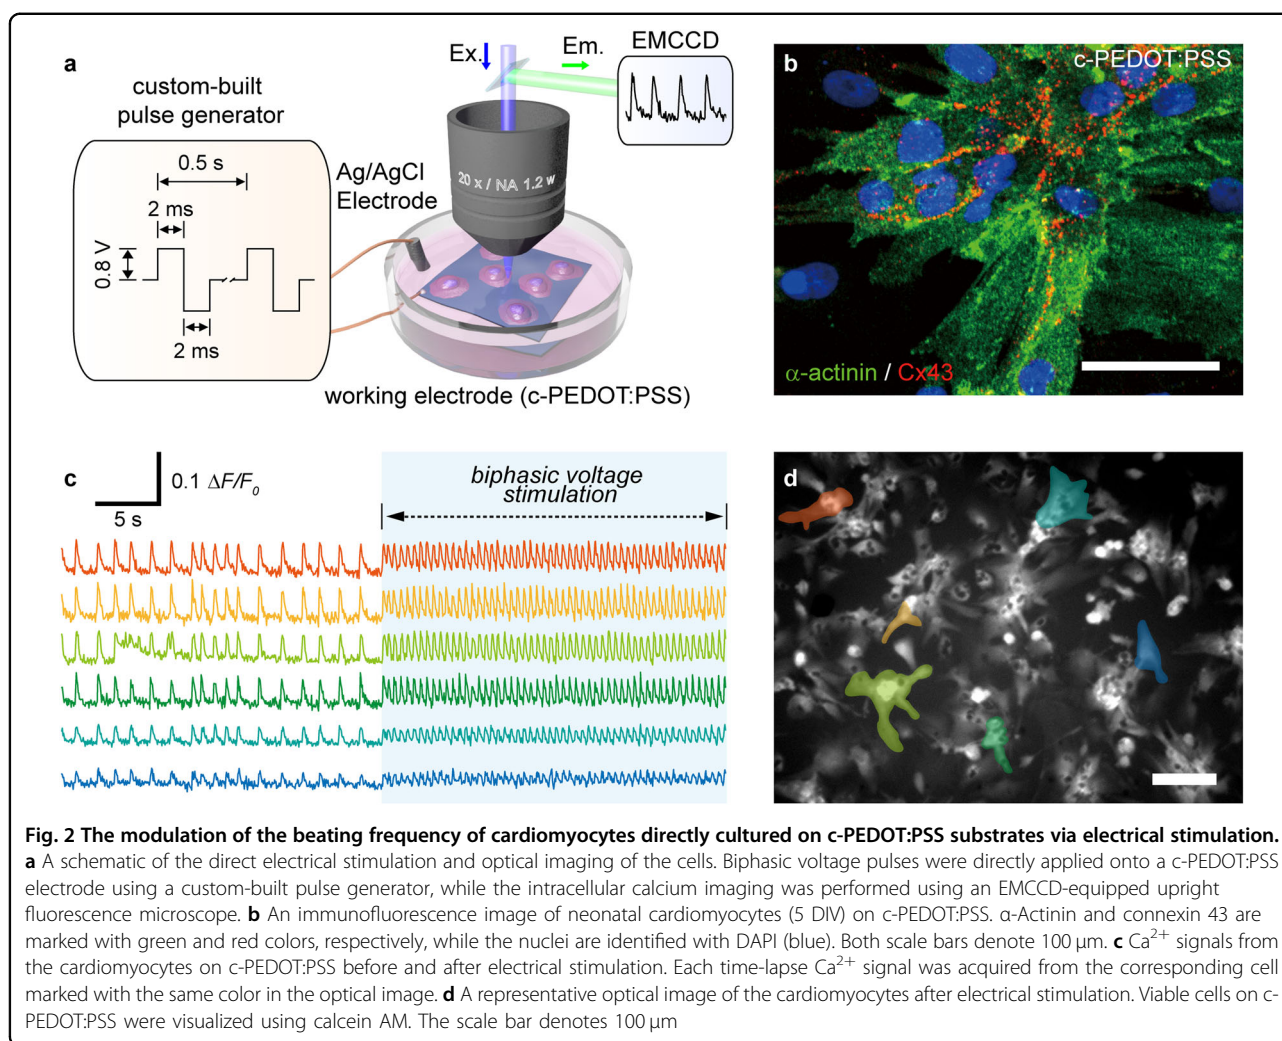 a
custom-built
pulse generator
0.5 s
2 ms
0.8 V
2 ms
Ag/AgCl
Electrode
Ex.
Em.
EMCCD
20 x / NA 1.2 w
working electrode (c-PEDOT:PSS)
b
c-PEDOT:PSS
α-actinin / Cx43
c
0.1 ΔF/F₀
5 s
biphasic voltage
stimulation
d
Fig. 2 The modulation of the beating frequency of cardiomyocytes directly cultured on c-PEDOT:PSS substrates via electrical stimulation.
a A schematic of the direct electrical stimulation and optical imaging of the cells. Biphasic voltage pulses were directly applied onto a c-PEDOT:PSS
electrode using a custom-built pulse generator, while the intracellular calcium imaging was performed using an EMCCD-equipped upright
fluorescence microscope. b An immunofluorescence image of neonatal cardiomyocytes (5 DIV) on c-PEDOT:PSS. α-Actinin and connexin 43 are
marked with green and red colors, respectively, while the nuclei are identified with DAPI (blue). Both scale bars denote 100 μm. c Ca²⁺ signals from
the cardiomyocytes on c-PEDOT:PSS before and after electrical stimulation. Each time-lapse Ca²⁺ signal was acquired from the corresponding cell
marked with the same color in the optical image. d A representative optical image of the cardiomyocytes after electrical stimulation. Viable cells on c-
PEDOT:PSS were visualized using calcein AM. The scale bar denotes 100 μm